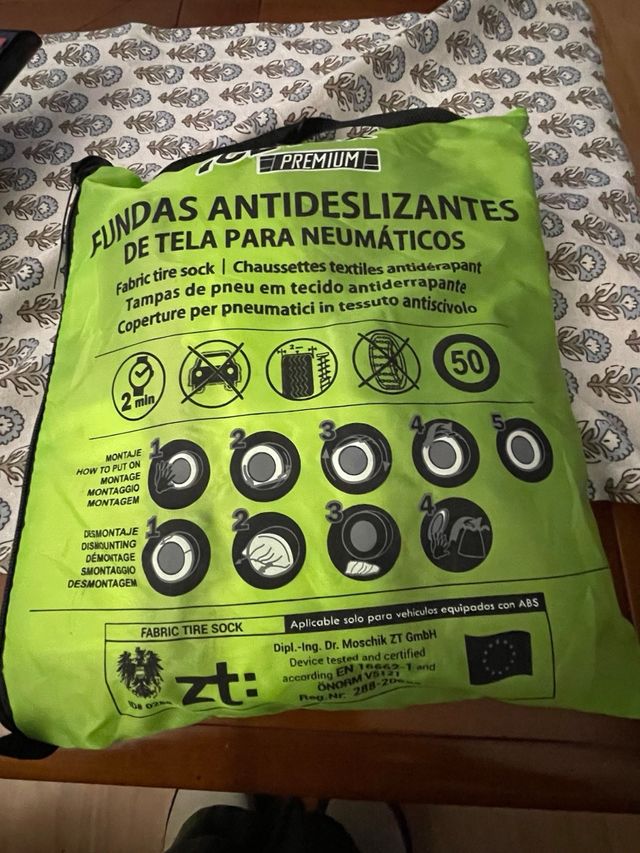 PREMIUM
FUNDAS ANTIDESLIZANTES
DE TELA PARA NEUMÁTICOS
Fabric tire sock | Chaussettes textiles antidérapant
Tampas de pneu em tecido antiderrapante
Coperture per pneumatici in tessuto antiscivolo
2 min
50
MONTAJE
HOW TO PUT ON
MONTAGE
MONTAGGIO
MONTAGEM
1 2 3 4 5
DISMONTAJE
DISMOUNTING
DÉMONTAGE
SMONTAGGIO
DESMONTAGEM
1 2 3 4
FABRIC TIRE SOCK
Aplicable solo para vehículos equipados con ABS
zt:
Dipl.-Ing. Dr. Moschik ZT GmbH
Device tested and certified
according EN 16662-1 and
ÖNORM V5121
Reg.Nr.